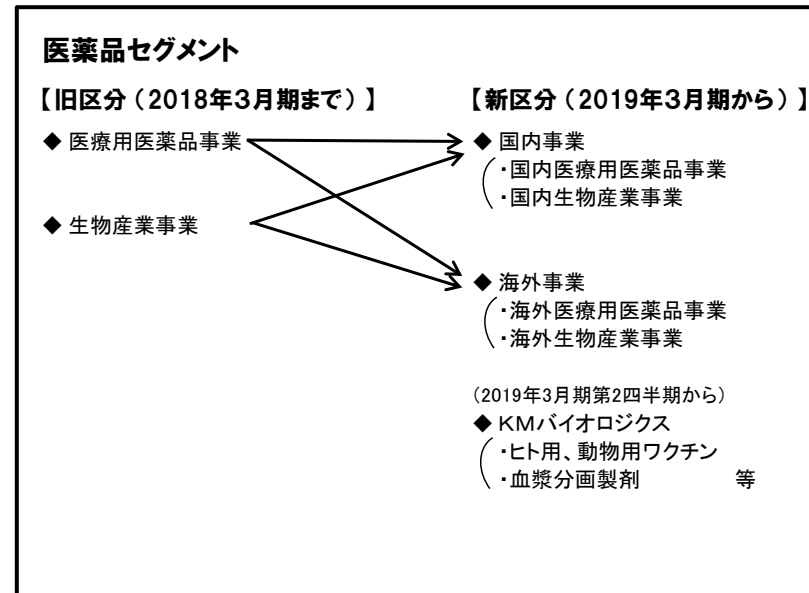 医薬品セグメント
【旧区分（2018年3月期まで）】
◆ 医療用医薬品事業
◆ 生物産業事業
【新区分（2019年3月期から）】
◆ 国内事業
・国内医療用医薬品事業
・国内生物産業事業
◆ 海外事業
・海外医療用医薬品事業
・海外生物産業事業
(2019年3月期第2四半期から)
◆ KMバイオロジクス
・ヒト用、動物用ワクチン
・血漿分画製剤 等